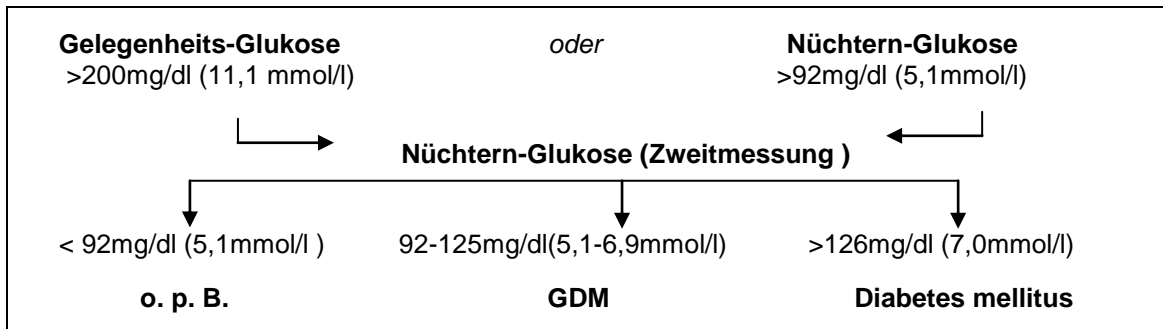 Gelegenheits-Glukose oder Nüchtern-Glukose
>200mg/dl (11,1 mmol/l) >92mg/dl (5,1mmol/l)
Nüchtern-Glukose (Zweitmessung )
< 92mg/dl (5,1mmol/l ) 92-125mg/dl(5,1-6,9mmol/l) >126mg/dl (7,0mmol/l)
o. p. B. GDM Diabetes mellitus